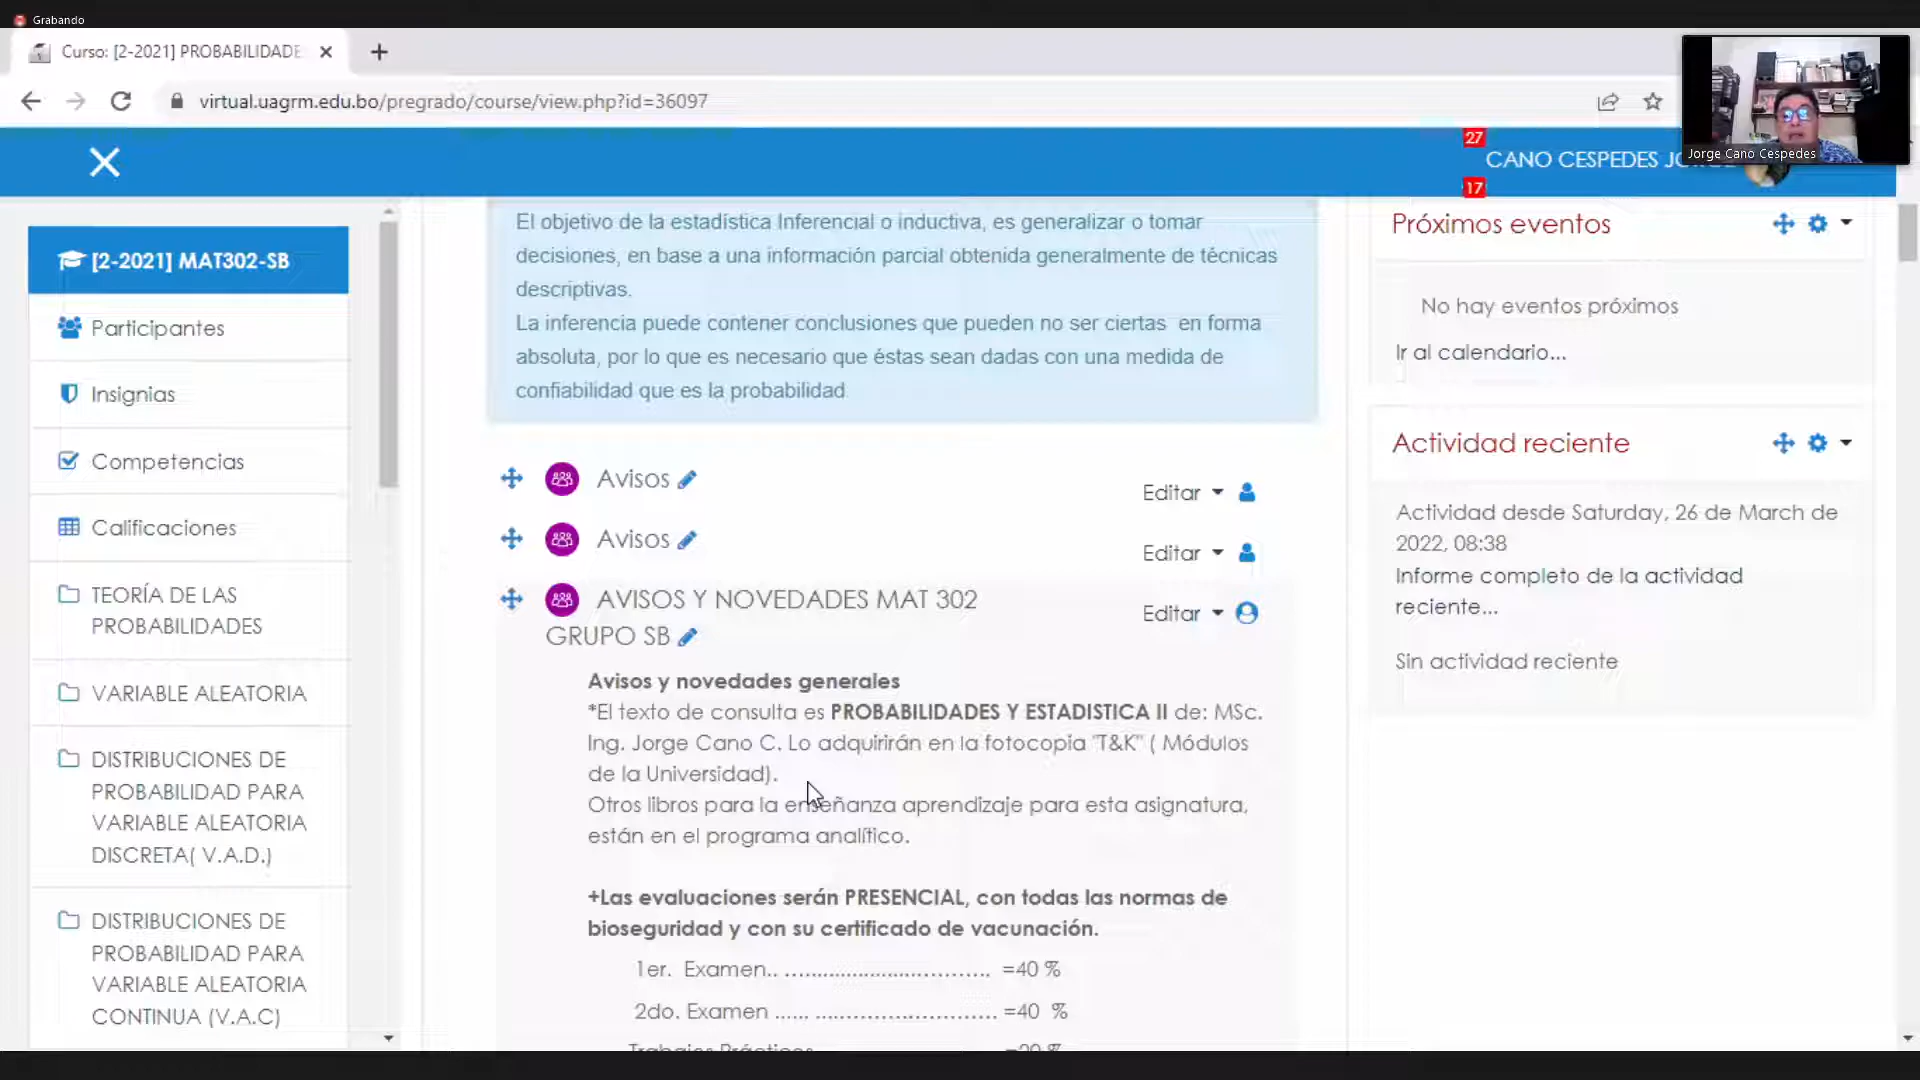 Grabando
Curso: [2-2021] PROBABILIDADE
virtual.uagrm.edu.bo/pregrado/course/view.php?id=36097
27
CANO CESPEDES
17
Jorge Cano Cespedes
[2-2021] MAT302-SB
Participantes
Insignias
Competencias
Calificaciones
TEORÍA DE LAS
PROBABILIDADES
VARIABLE ALEATORIA
DISTRIBUCIONES DE
PROBABILIDAD PARA
VARIABLE ALEATORIA
DISCRETA( V.A.D.)
DISTRIBUCIONES DE
PROBABILIDAD PARA
VARIABLE ALEATORIA
CONTINUA (V.A.C)
El objetivo de la estadística Inferencial o inductiva, es generalizar o tomar
decisiones, en base a una información parcial obtenida generalmente de técnicas
descriptivas.
La inferencia puede contener conclusiones que pueden no ser ciertas en forma
absoluta, por lo que es necesario que éstas sean dadas con una medida de
confiabilidad que es la probabilidad
Avisos
Editar
Avisos
Editar
AVISOS Y NOVEDADES MAT 302
GRUPO SB
Editar
Avisos y novedades generales
*El texto de consulta es PROBABILIDADES Y ESTADISTICA II de: MSc.
Ing. Jorge Cano C. Lo adquirirán en la fotocopia "T&K" ( Módulos
de la Universidad).
Otros libros para la enseñanza aprendizaje para esta asignatura,
están en el programa analítico.
+Las evaluaciones serán PRESENCIAL, con todas las normas de
bioseguridad y con su certificado de vacunación.
1er. Examen.. ................................. =40 %
2do. Examen ...... .............................. =40 %
Trabajos Prácticos =20 %
Próximos eventos
No hay eventos próximos
Ir al calendario...
Actividad reciente
Actividad desde Saturday, 26 de March de
2022, 08:38
Informe completo de la actividad
reciente...
Sin actividad reciente